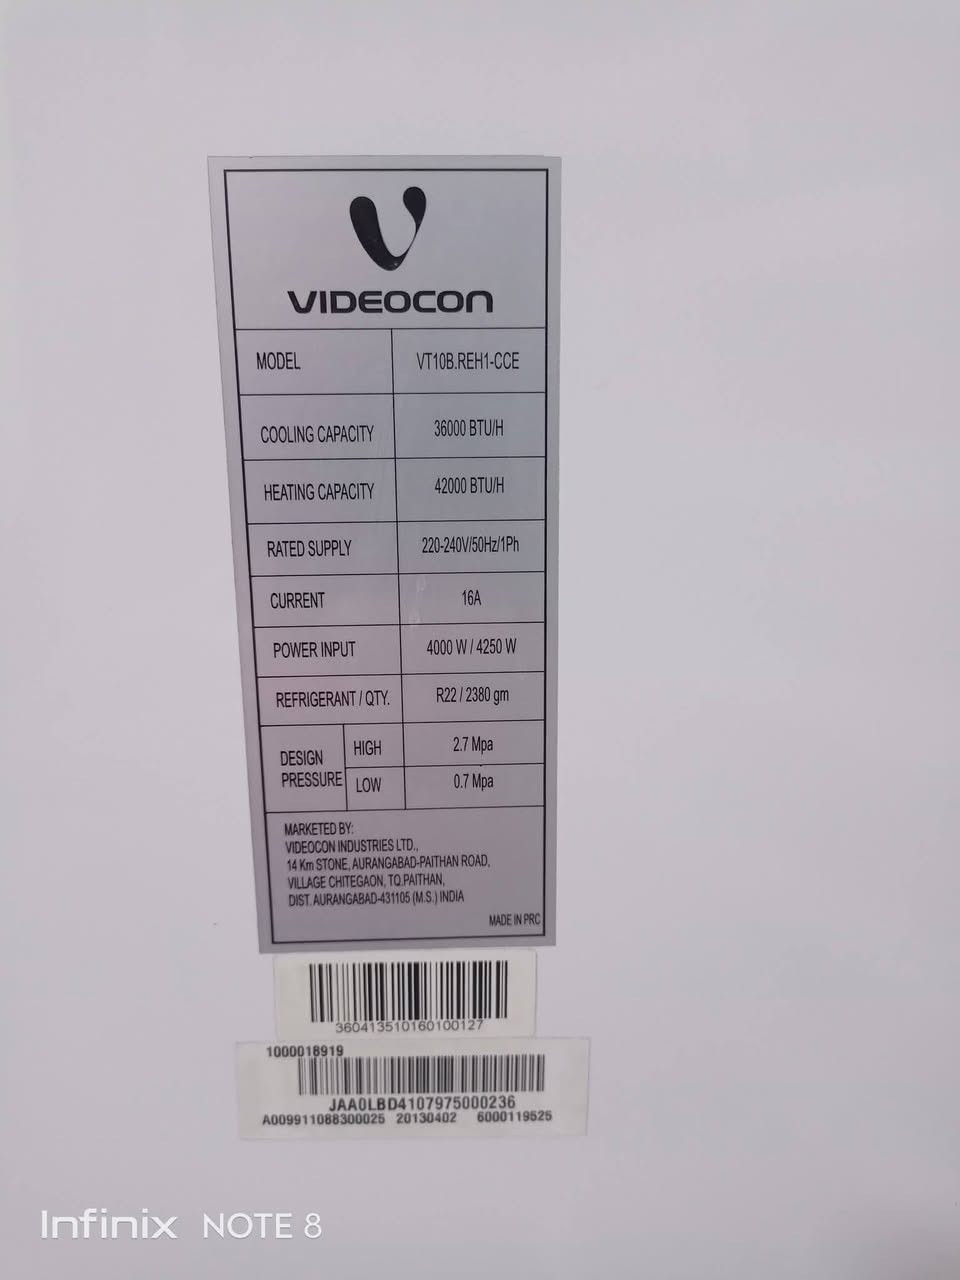 VIDEOCON
MODEL VT10B.REH1-CCE
COOLING CAPACITY 36000 BTU/H
HEATING CAPACITY 42000 BTU/H
RATED SUPPLY 220-240V/50Hz/1Ph
CURRENT 16A
POWER INPUT 4000 W / 4250 W
REFRIGERANT / QTY. R22 / 2380 gm
DESIGN PRESSURE HIGH 2.7 Mpa
LOW 0.7 Mpa
MARKETED BY:
VIDEOCON INDUSTRIES LTD.,
14 Km STONE, AURANGABAD-PAITHAN ROAD,
VILLAGE CHITEGAON, TQ.PAITHAN,
DIST. AURANGABAD-431105 (M.S.) INDIA
MADE IN PRC
360413510160100127
1000018919
JAA0LBD4107975000236
A009911088300025 20130402 6000119525
Infinix NOTE 8